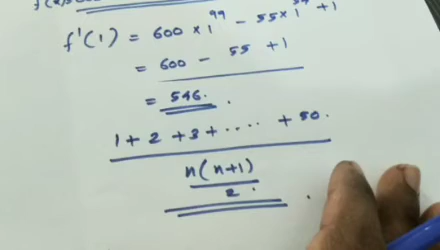 f'(1) = 600 × 1^99 - 55×1^54 + 1
= 600 - 55 + 1
= 546.
1 + 2 + 3 + ···· + 50.
n(n+1)
2